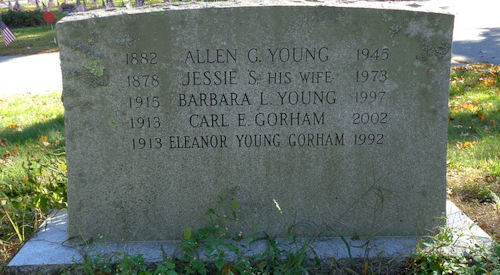 1882 ALLEN G. YOUNG 1945
1878 JESSIE S. HIS WIFE 1973
1915 BARBARA L. YOUNG 1997
1913 CARL E. GORHAM 2002
1913 ELEANOR YOUNG GORHAM 1992